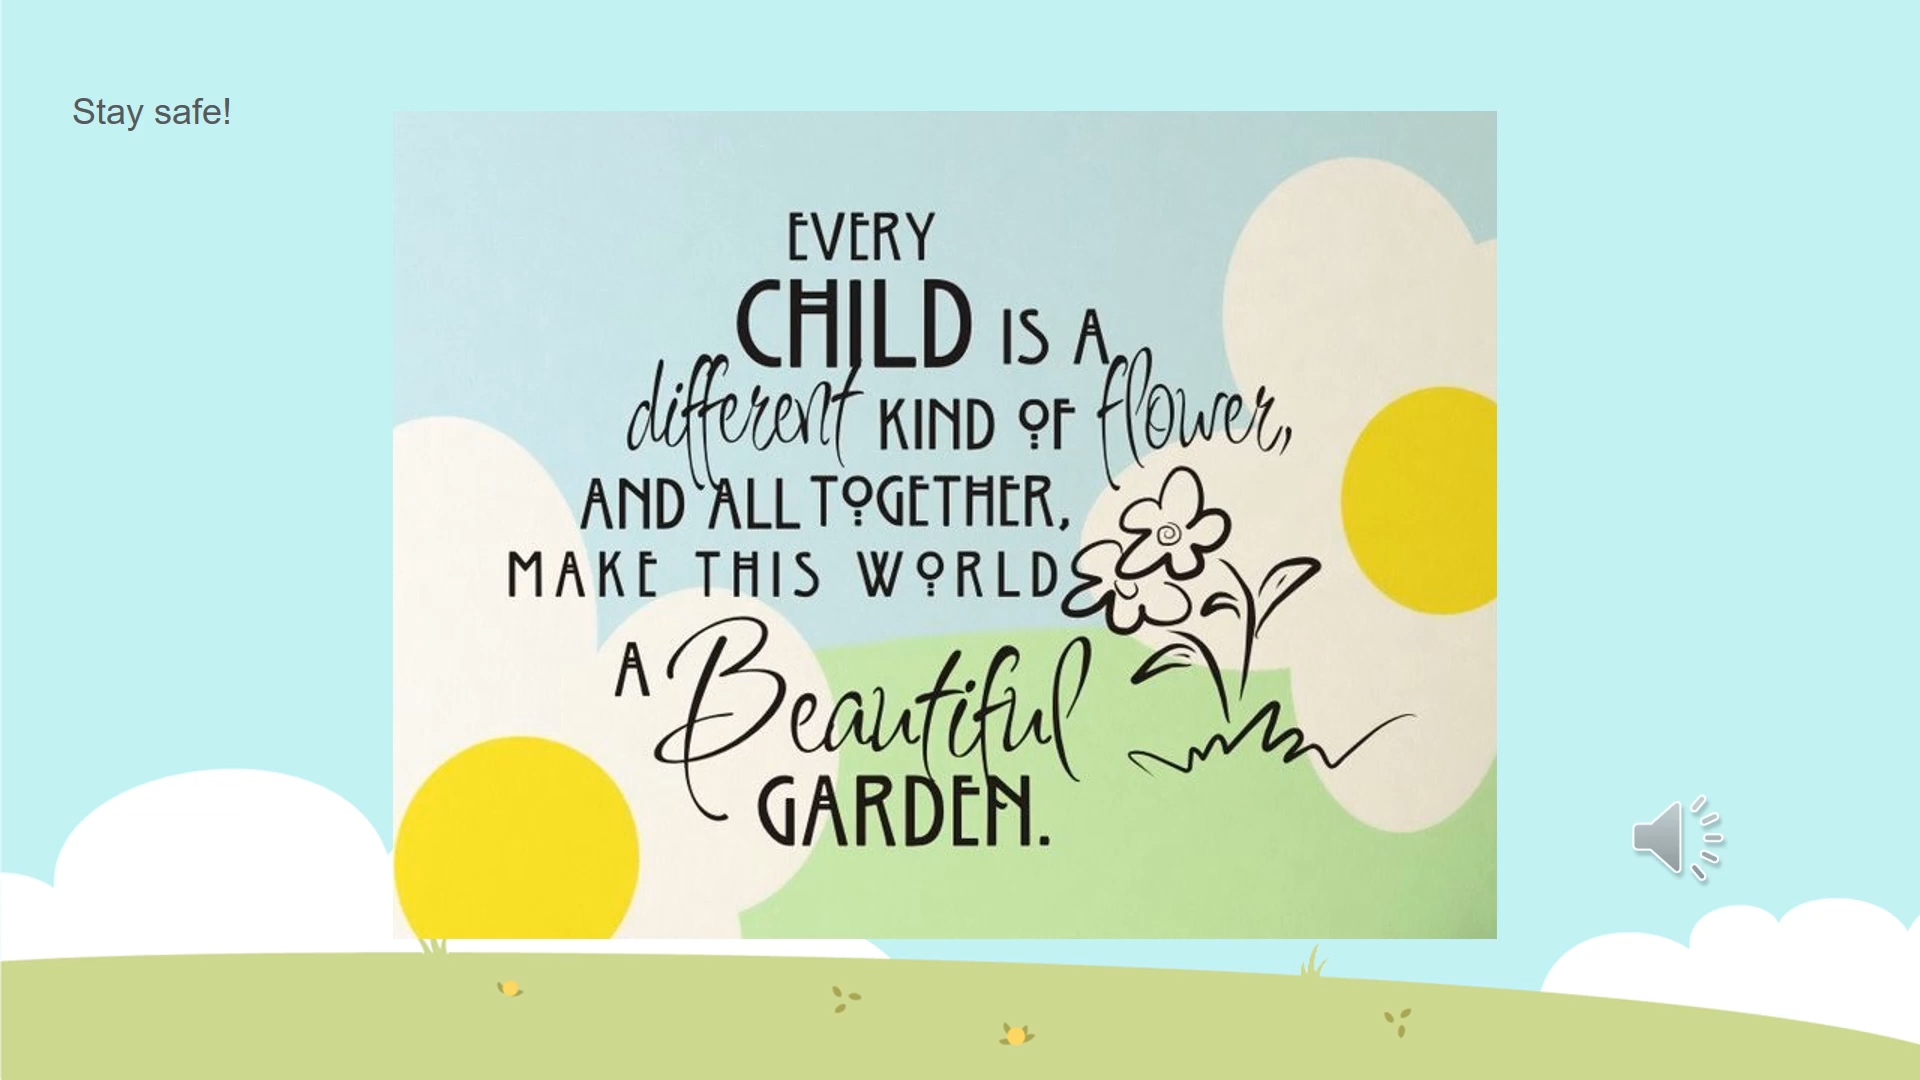 Stay safe!
EVERY
CHILD IS A
different KIND OF flower,
AND ALL TOGETHER,
MAKE THIS WORLD
A Beautiful
GARDEN.